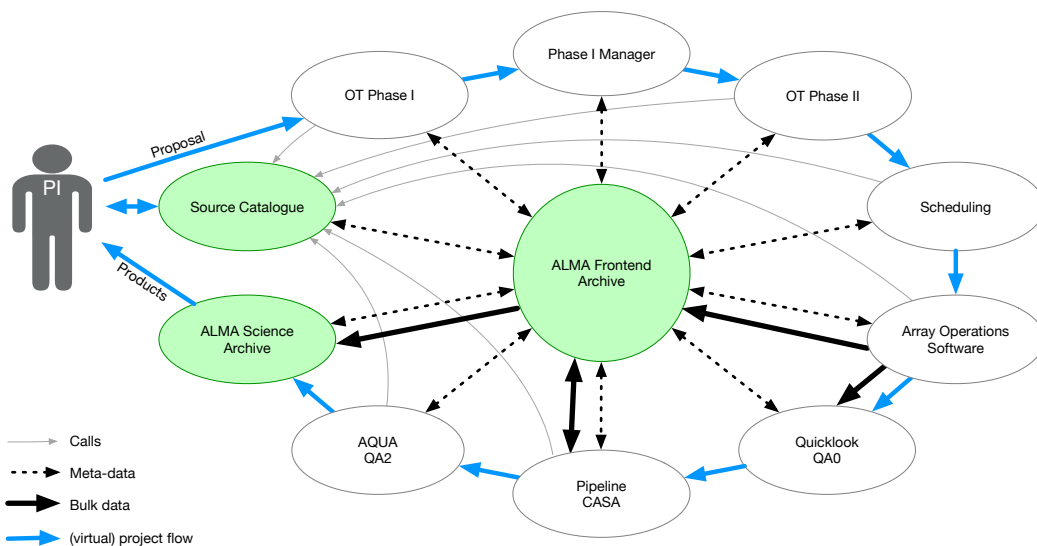 Phase I Manager
OT Phase I
OT Phase II
Proposal
PI
Source Catalogue
Scheduling
ALMA Frontend
Archive
Products
ALMA Science
Archive
Array Operations
Software
AQUA
QA2
Quicklook
QA0
Pipeline
CASA
Calls
Meta-data
Bulk data
(virtual) project flow